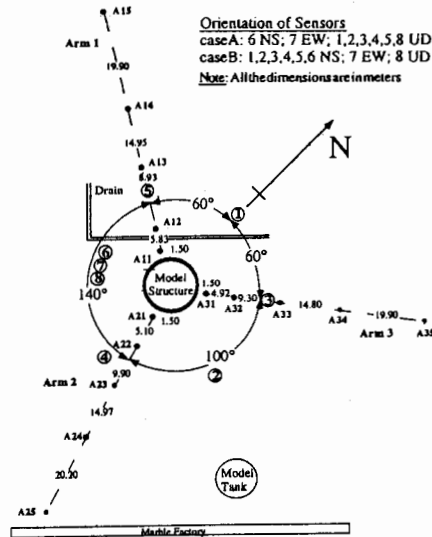 A15
Orientation of Sensors
caseA: 6 NS; 7 EW; 1,2,3,4,5,8 UD
caseB: 1,2,3,4,5,6 NS; 7 EW; 8 UD
Note: All the dimensions are in meters
Arm 1
19.90
A14
14.95
N
A13
6.93
Drain
5
60°
1
A12
5.83
6
1.50
60°
7
A11
8
Model
Structure
1.50
140°
4.92
9.30
3
14.80
A31
A32
A33
A34
19.90
A35
Arm 3
A21
1.50
5.10
A22
4
100°
2
Arm 2
A23
9.90
14.97
A24
20.20
Model
Tank
A25
Marble Factory